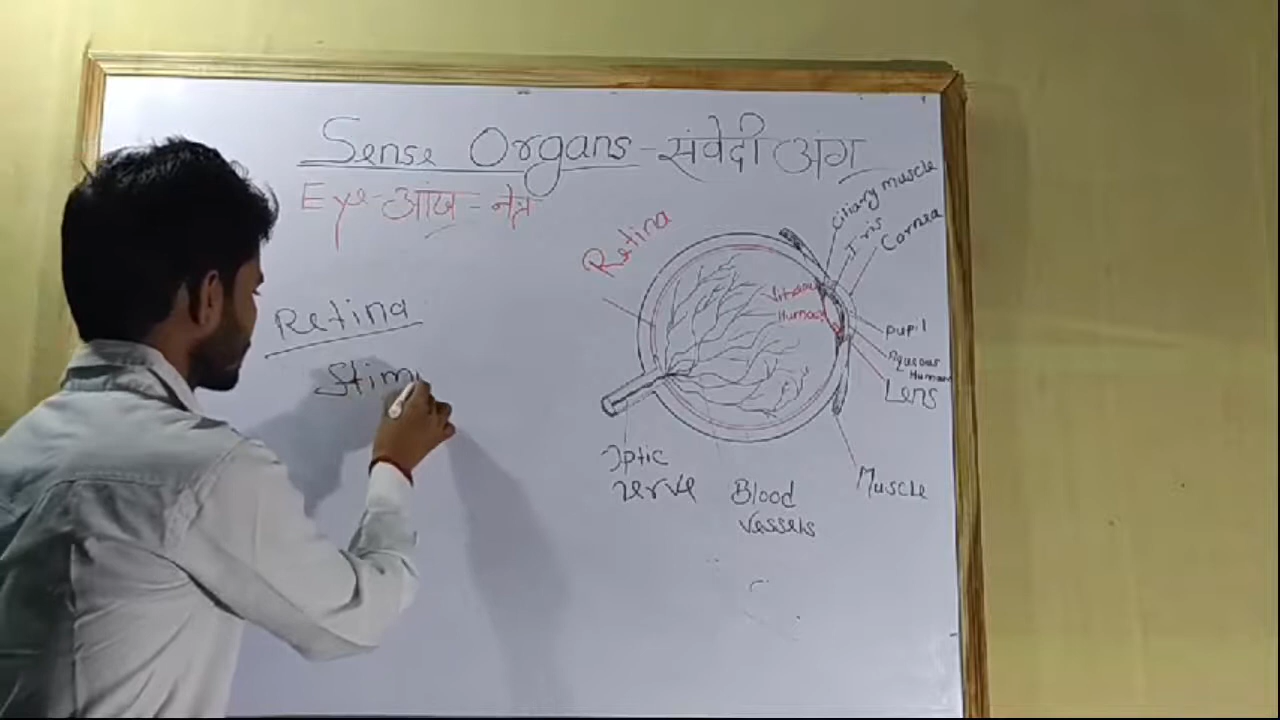 Sense Organs - संवेदी अंग
Eye - आंख - नेत्र
Retina
Stim
Retina
Ciliary muscle
Iris
Cornea
Vitreous
Humour
Pupil
Aqueous
Humour
Lens
Optic
nerve
Blood
vessels
Muscle